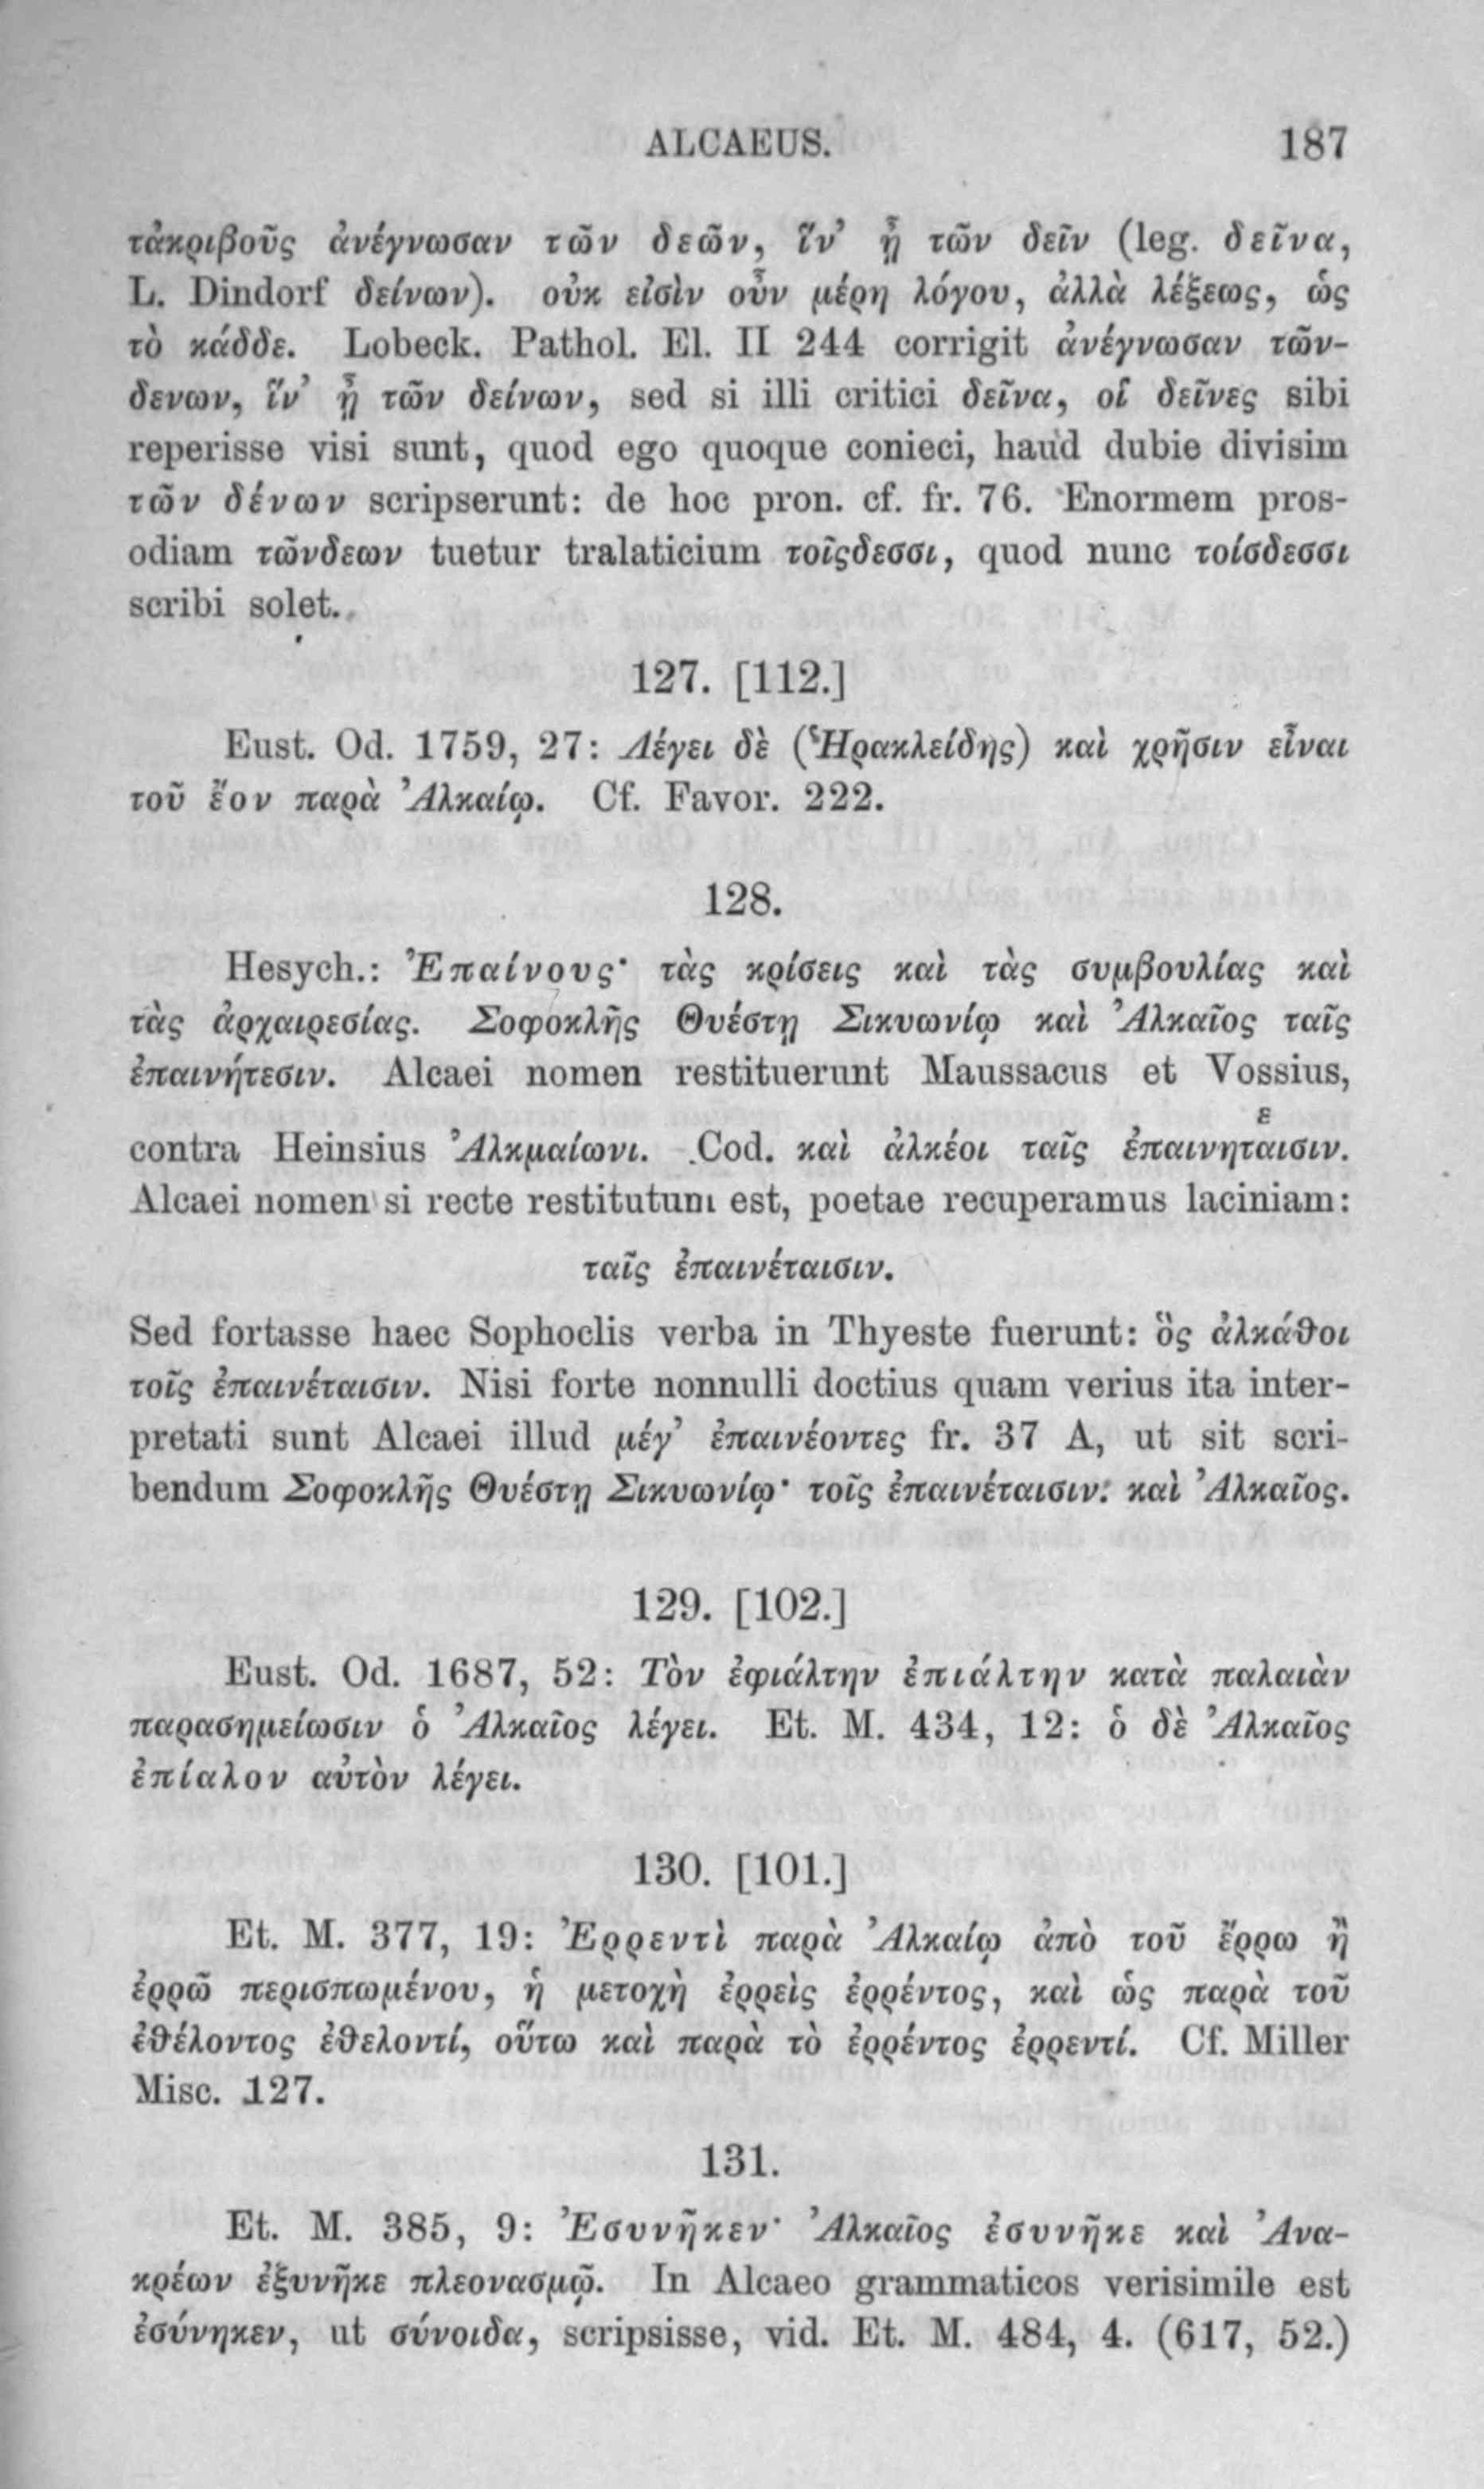 ALCAEUS. 187
τἀκριβοῦς ἀνέγνωσαν τῶν δεῶν, ἵν’ ᾖ τῶν δεῖν (leg. δεῖνα,
L. Dindorf δείνων). οὐκ εἰσὶν οὖν μέρη λόγου, ἀλλὰ λέξεως, ὡς
τὸ κάδδε. Lobeck. Pathol. El. II 244 corrigit ἀνέγνωσαν τῶν-
δενων, ἵν’ ᾖ τῶν δείνων, sed si illi critici δεῖνα, οἱ δεῖνες sibi
reperisse visi sunt, quod ego quoque conieci, haud dubie divisim
τῶν δένων scripserunt: de hoc pron. cf. fr. 76. Enormem pros-
odiam τῶνδεων tuetur tralaticium τοῖςδεσσι, quod nunc τοίσδεσσι
scribi solet.
127. [112.]
Eust. Od. 1759, 27: Λέγει δὲ (Ἡρακλείδης) καὶ χρῆσιν εἶναι
τοῦ ἔον παρὰ Ἀλκαίῳ. Cf. Favor. 222.
128.
Hesych.: Ἐπαίνους· τὰς κρίσεις καὶ τὰς συμβουλίας καὶ
τὰς ἀρχαιρεσίας. Σοφοκλῆς Θυέστῃ Σικυωνίῳ καὶ Ἀλκαῖος ταῖς
ἐπαινήτεσιν. Alcaei nomen restituerunt Maussacus et Vossius,
ε
contra Heinsius Ἀλκμαίωνι. Cod. καὶ ἀλκέοι ταῖς ἐπαινηταισιν.
Alcaei nomen si recte restitutum est, poetae recuperamus laciniam:
ταῖς ἐπαινέταισιν.
Sed fortasse haec Sophoclis verba in Thyeste fuerunt: ὃς ἀλκάθοι
τοῖς ἐπαινέταισιν. Nisi forte nonnulli doctius quam verius ita inter-
pretati sunt Alcaei illud μέγ’ ἐπαινέοντες fr. 37 A, ut sit scri-
bendum Σοφοκλῆς Θυέστῃ Σικυωνίῳ· τοῖς ἐπαινέταισιν· καὶ Ἀλκαῖος.
129. [102.]
Eust. Od. 1687, 52: Τὸν ἐφιάλτην ἐπιάλτην κατὰ παλαιὰν
παρασημείωσιν ὁ Ἀλκαῖος λέγει. Et. M. 434, 12: ὁ δὲ Ἀλκαῖος
ἐπίαλον αὐτὸν λέγει.
130. [101.]
Et. M. 377, 19: Ἐρρεντὶ παρὰ Ἀλκαίῳ ἀπὸ τοῦ ἔρρω ἢ
ἐρρῶ περισπωμένου, ἡ μετοχὴ ἐρρεὶς ἐρρέντος, καὶ ὡς παρὰ τοῦ
ἐθέλοντος ἐθελοντί, οὕτω καὶ παρὰ τὸ ἐρρέντος ἐρρεντί. Cf. Miller
Misc. 127.
131.
Et. M. 385, 9: Ἐσυνῆκεν· Ἀλκαῖος ἐσυνῆκε καὶ Ἀνα-
κρέων ἐξυνῆκε πλεονασμῷ. In Alcaeo grammaticos verisimile est
ἐσύνηκεν, ut σύνοιδα, scripsisse, vid. Et. M. 484, 4. (617, 52.)